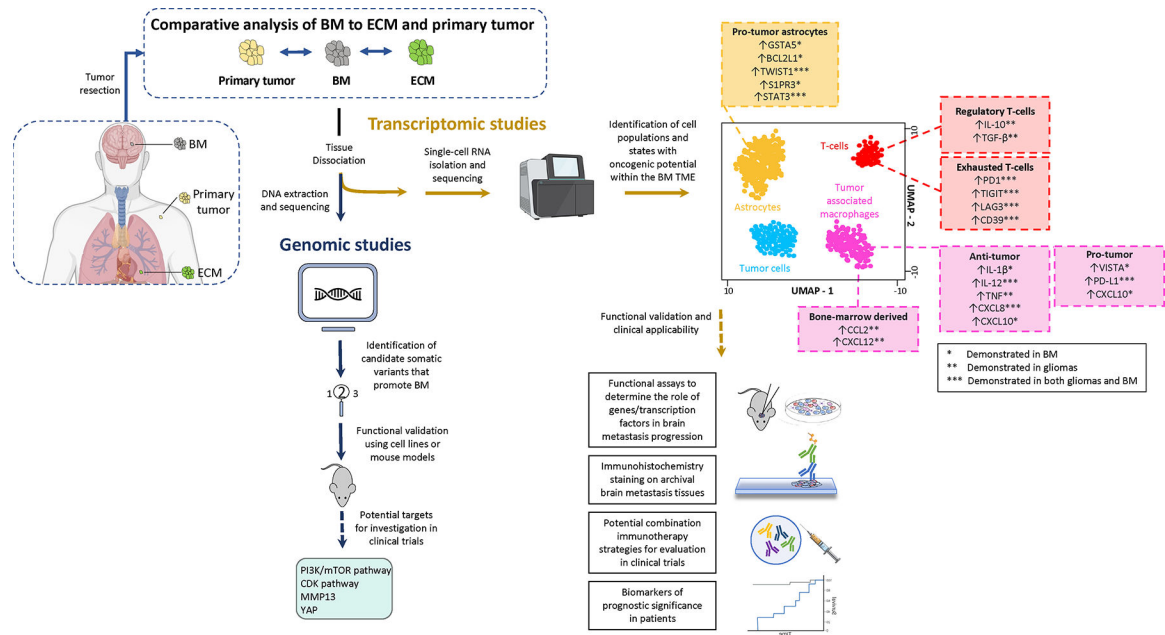 Comparative analysis of BM to ECM and primary tumor
Primary tumor
BM
ECM
Tumor
resection
BM
Primary
tumor
ECM
Tissue
Dissociation
DNA extraction
and sequencing
Transcriptomic studies
Single-cell RNA
isolation and
sequencing
Identification of cell
populations and
states with
oncogenic potential
within the BM TME
Genomic studies
Identification of
candidate somatic
variants that
promote BM
1 2 3
Functional validation
using cell lines or
mouse models
Potential targets
for investigation in
clinical trials
PI3K/mTOR pathway
CDK pathway
MMP13
YAP
Pro-tumor astrocytes
↑GSTA5*
↑BCL2L1*
↑TWIST1***
↑S1PR3*
↑STAT3***
T-cells
Astrocytes
Tumor
associated
macrophages
Tumor cells
10
UMAP - 2
-10
10
UMAP - 1
-10
Regulatory T-cells
↑IL-10**
↑TGF-β**
Exhausted T-cells
↑PD1***
↑TIGIT***
↑LAG3***
↑CD39***
Anti-tumor
↑IL-1β*
↑IL-12***
↑TNF**
↑CXCL8***
↑CXCL10*
Pro-tumor
↑VISTA*
↑PD-L1***
↑CXCL10*
Bone-marrow derived
↑CCL2**
↑CXCL12**
* Demonstrated in BM
** Demonstrated in gliomas
*** Demonstrated in both gliomas and BM
Functional validation and
clinical applicability
Functional assays to
determine the role of
genes/transcription
factors in brain
metastasis progression
Immunohistochemistry
staining on archival
brain metastasis tissues
Potential combination
immunotherapy
strategies for evaluation
in clinical trials
Biomarkers of
prognostic significance
in patients
Survival
Time